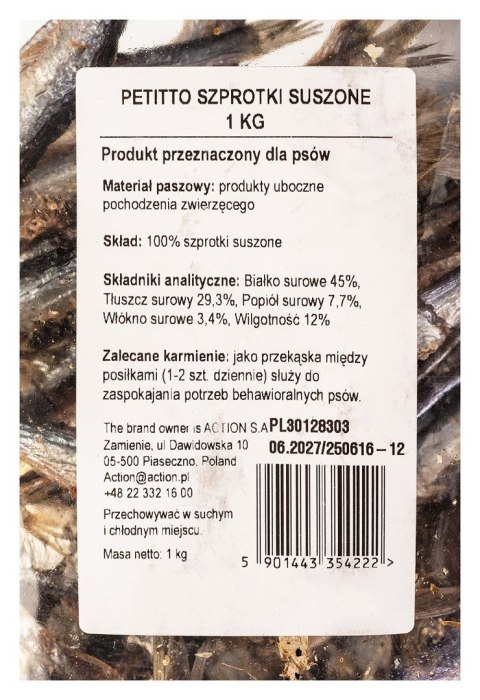 PETITTO SZPROTKI SUSZONE
1 KG
Produkt przeznaczony dla psów
Materiał paszowy: produkty uboczne
pochodzenia zwierzęcego
Skład: 100% szprotki suszone
Składniki analityczne: Białko surowe 45%,
Tłuszcz surowy 29,3%, Popiół surowy 7,7%,
Włókno surowe 3,4%, Wilgotność 12%
Zalecane karmienie: jako przekąska między
posiłkami (1-2 szt. dziennie) służy do
zaspokajania potrzeb behawioralnych psów.
The brand owner is ACTION S.A PL30128303
Zamienie, ul Dawidowska 10 06.2027/250616-12
05-500 Piaseczno, Poland
Action@action.pl
+48 22 332 16 00
Przechowywać w suchym
i chłodnym miejscu.
Masa netto: 1 kg
5 901443 354222 >